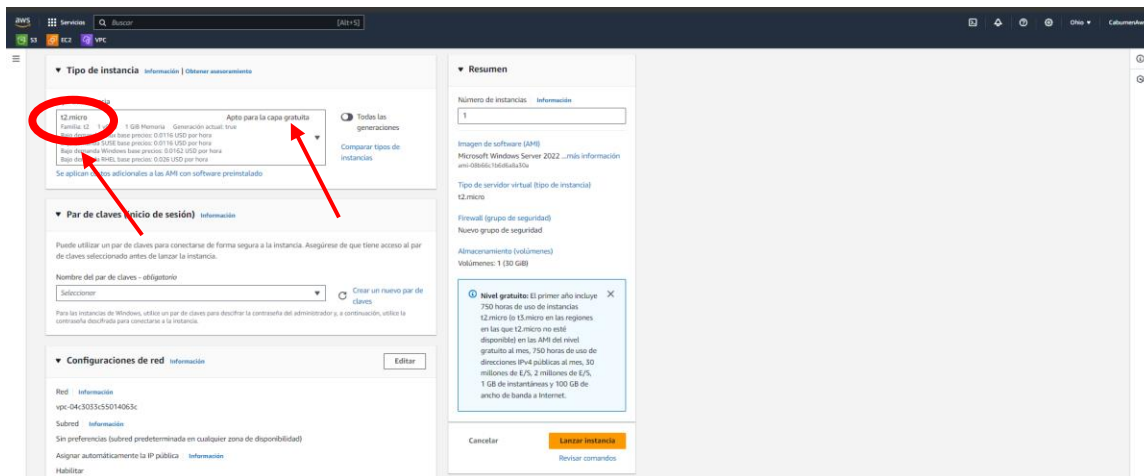 aws
Servicios
Buscar
[Alt+S]
Ohio
S3
EC2
VPC
Tipo de instancia
Información | Obtener asesoramiento
t2.micro
Apto para la capa gratuita
Familia: t2
1 GiB Memoria Generación actual: true
base precios: 0.0116 USD por hora
SUSE base precios: 0.0116 USD por hora
Bajo demanda Windows base precios: 0.0162 USD por hora
RHEL base precios: 0.026 USD por hora
Todas las
generaciones
Comparar tipos de
instancias
Se aplican costos adicionales a las AMI con software preinstalado
Par de claves (inicio de sesión)
Información
Puede utilizar un par de claves para conectarse de forma segura a la instancia. Asegúrese de que tiene acceso al par
de claves seleccionado antes de lanzar la instancia.
Nombre del par de claves - obligatorio
Seleccionar
Crear un nuevo par de
claves
Para las instancias de Windows, utilice un par de claves para descifrar la contraseña del administrador y, a continuación, utilice la
contraseña descifrada para conectarse a la instancia.
Configuraciones de red
Información
Editar
Red
Información
vpc-04c3033c55014063c
Subred
Información
Sin preferencias (subred predeterminada en cualquier zona de disponibilidad)
Asignar automáticamente la IP pública
Información
Habilitar
Resumen
Número de instancias
Información
1
Imagen de software (AMI)
Microsoft Windows Server 2022 ...más información
Tipo de servidor virtual (tipo de instancia)
t2.micro
Firewall (grupo de seguridad)
Nuevo grupo de seguridad
Almacenamiento (volúmenes)
Volúmenes: 1 (30 GiB)
Nivel gratuito: El primer año incluye
750 horas de uso de instancias
t2.micro (o t3.micro en las regiones
en las que t2.micro no esté
disponible) en las AMI del nivel
gratuito al mes, 750 horas de uso de
direcciones IPv4 públicas al mes, 30
millones de E/S, 2 millones de E/S,
1 GB de instantáneas y 100 GB de
ancho de banda a Internet.
Cancelar
Lanzar instancia
Revisar comandos